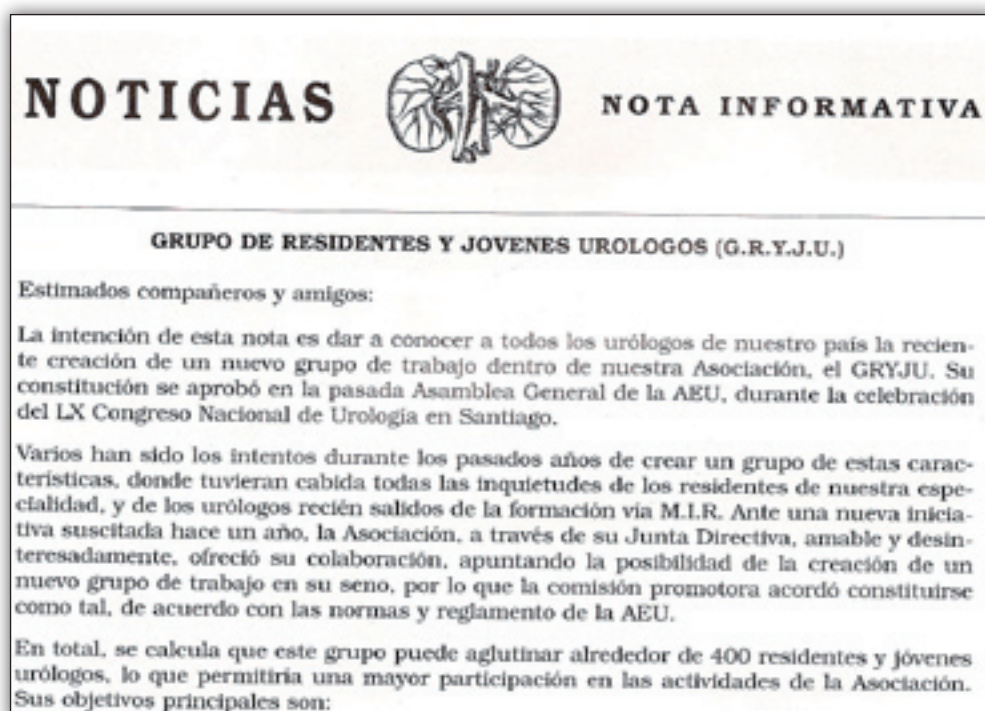 NOTICIAS NOTA INFORMATIVA
GRUPO DE RESIDENTES Y JOVENES UROLOGOS (G.R.Y.J.U.)
Estimados compañeros y amigos:
La intención de esta nota es dar a conocer a todos los urólogos de nuestro país la recien-
te creación de un nuevo grupo de trabajo dentro de nuestra Asociación, el GRYJU. Su
constitución se aprobó en la pasada Asamblea General de la AEU, durante la celebración
del LX Congreso Nacional de Urología en Santiago.
Varios han sido los intentos durante los pasados años de crear un grupo de estas carac-
terísticas, donde tuvieran cabida todas las inquietudes de los residentes de nuestra espe-
cialidad, y de los urólogos recién salidos de la formación via M.I.R. Ante una nueva inicia-
tiva suscitada hace un año, la Asociación, a través de su Junta Directiva, amable y desin-
teresadamente, ofreció su colaboración, apuntando la posibilidad de la creación de un
nuevo grupo de trabajo en su seno, por lo que la comisión promotora acordó constituirse
como tal, de acuerdo con las normas y reglamento de la AEU.
En total, se calcula que este grupo puede aglutinar alrededor de 400 residentes y jóvenes
urólogos, lo que permitiria una mayor participación en las actividades de la Asociación.
Sus objetivos principales son: